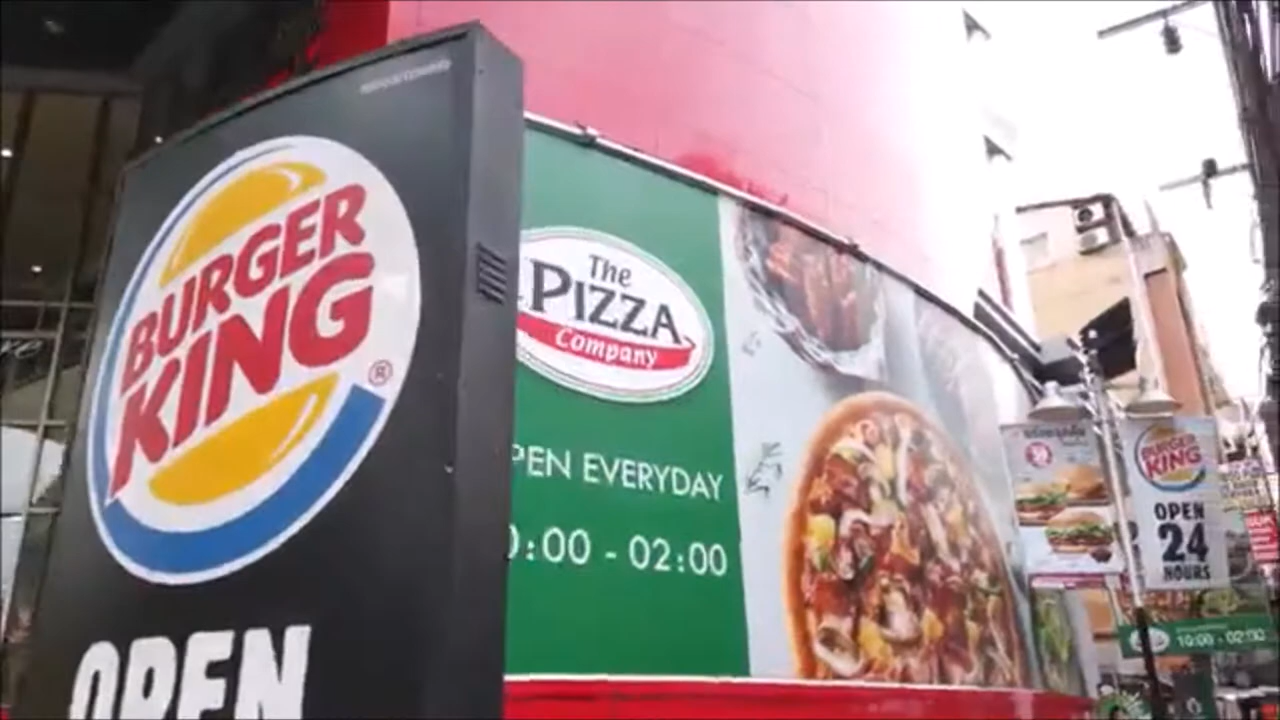 BURGER
KING
®
OPEN
The
PIZZA
Company
PEN EVERYDAY
0:00 - 02:00
BURGER
KING
OPEN
24
HOURS
10:00 - 02:00